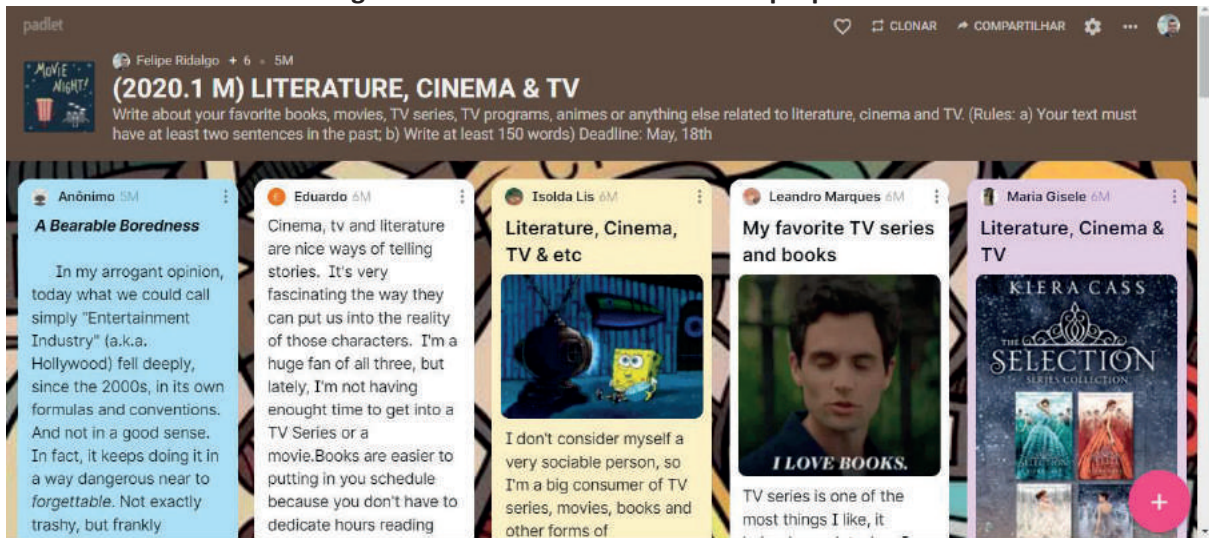 padlet
CLONAR
COMPARTILHAR
MOVIE
NIGHT!
Felipe Ridalgo + 6 • 5M
(2020.1 M) LITERATURE, CINEMA & TV
Write about your favorite books, movies, TV series, TV programs, animes or anything else related to literature, cinema and TV. (Rules: a) Your text must
have at least two sentences in the past; b) Write at least 150 words) Deadline: May, 18th
Anônimo 5M
A Bearable Boredness
In my arrogant opinion,
today what we could call
simply "Entertainment
Industry" (a.k.a.
Hollywood) fell deeply,
since the 2000s, in its own
formulas and conventions.
And not in a good sense.
In fact, it keeps doing it in
a way dangerous near to
forgettable. Not exactly
trashy, but frankly
Eduardo 6M
Cinema, tv and literature
are nice ways of telling
stories. It's very
fascinating the way they
can put us into the reality
of those characters. I'm a
huge fan of all three, but
lately, I'm not having
enought time to get into a
TV Series or a
movie.Books are easier to
putting in you schedule
because you don't have to
dedicate hours reading
Isolda Lis 6M
Literature, Cinema,
TV & etc
I don't consider myself a
very sociable person, so
I'm a big consumer of TV
series, movies, books and
other forms of
Leandro Marques 6M
My favorite TV series
and books
I LOVE BOOKS.
TV series is one of the
most things I like, it
Maria Gisele 6M
Literature, Cinema &
TV
KIERA CASS
THE
SELECTION
SERIES COLLECTION